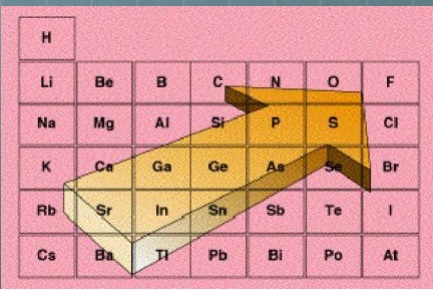 H
Li Be B C N O F
Na Mg Al Si P S Cl
K Ca Ga Ge As Se Br
Rb Sr In Sn Sb Te I
Cs Ba Tl Pb Bi Po At